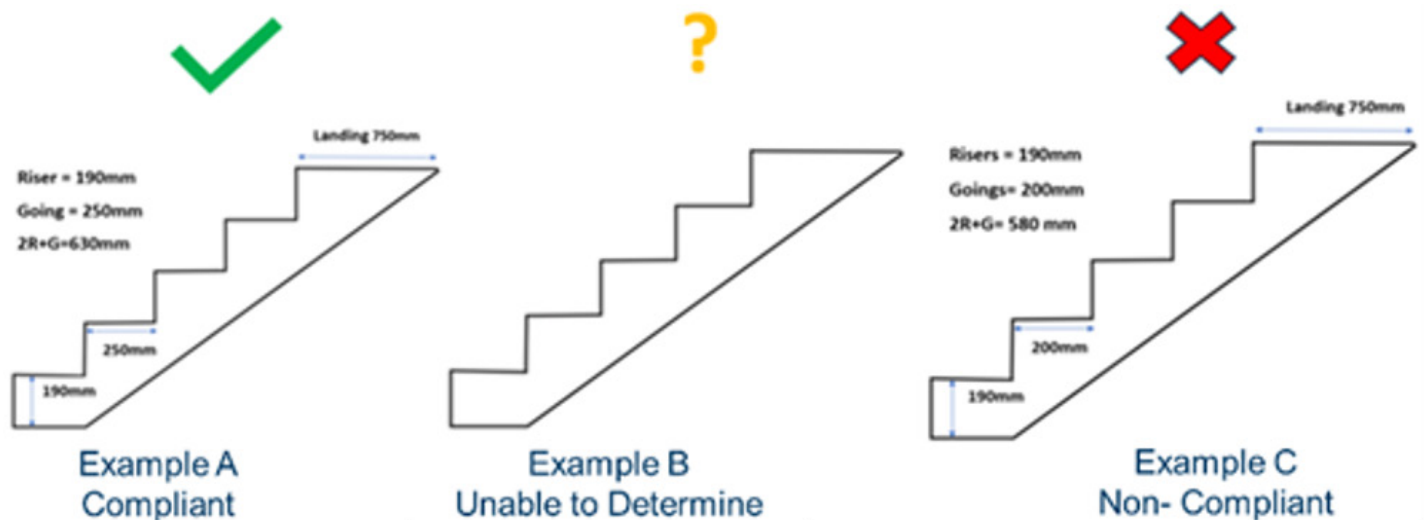 ?
Landing 750mm
Riser = 190mm
Going = 250mm
2R+G=630mm
250mm
190mm
Example A
Compliant
Example B
Unable to Determine
Landing 750mm
Risers = 190mm
Goings= 200mm
2R+G= 580 mm
200mm
190mm
Example C
Non- Compliant